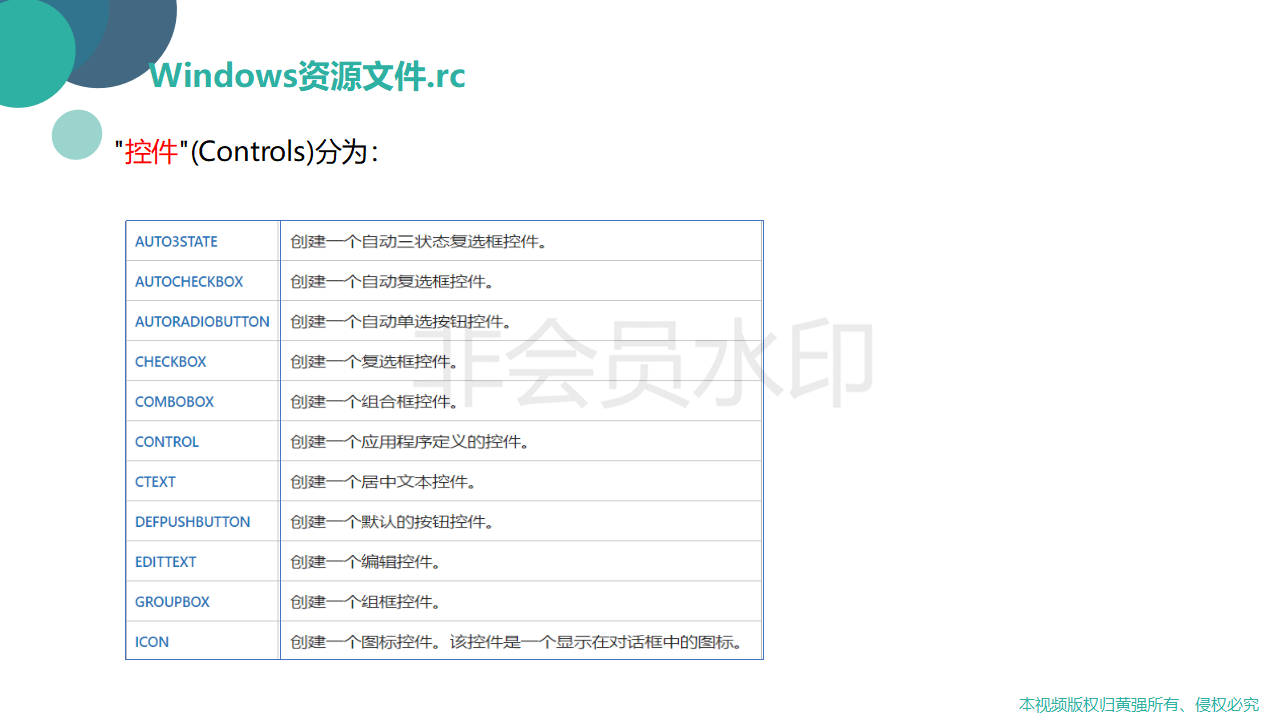 Windows资源文件.rc
"控件"(Controls)分为：
AUTO3STATE 创建一个自动三状态复选框控件。
AUTOCHECKBOX 创建一个自动复选框控件。
AUTORADIOBUTTON 创建一个自动单选按钮控件。
CHECKBOX 创建一个复选框控件。
COMBOBOX 创建一个组合框控件。
CONTROL 创建一个应用程序定义的控件。
CTEXT 创建一个居中文本控件。
DEFPUSHBUTTON 创建一个默认的按钮控件。
EDITTEXT 创建一个编辑控件。
GROUPBOX 创建一个组框控件。
ICON 创建一个图标控件。该控件是一个显示在对话框中的图标。
非会员水印
本视频版权归黄强所有、侵权必究